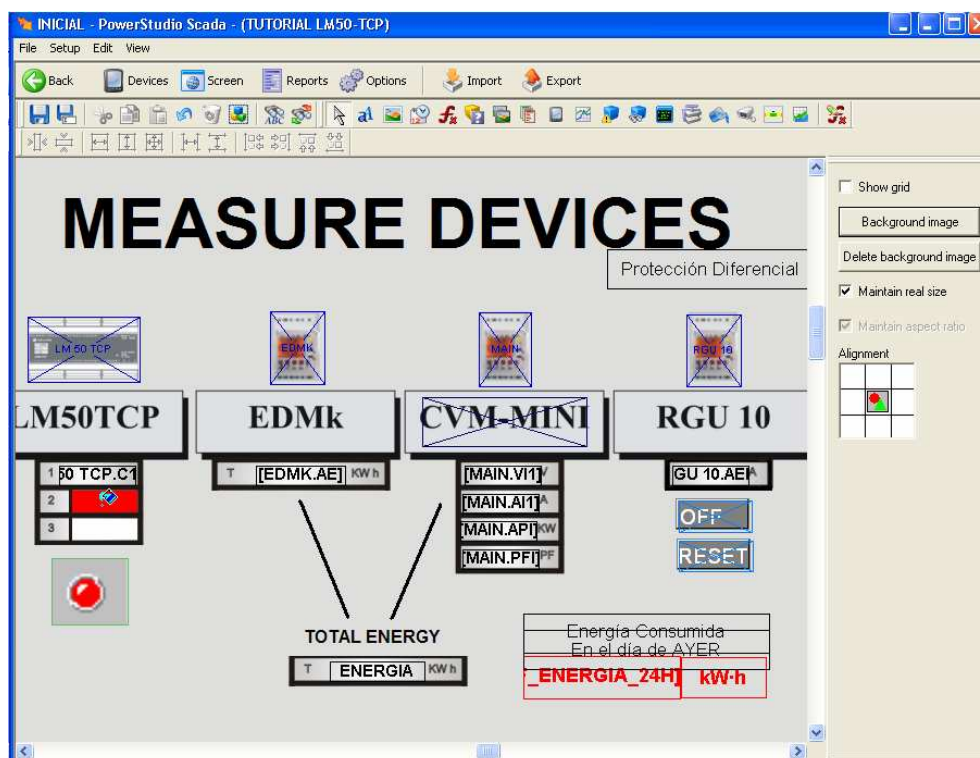 INICIAL - PowerStudio Scada - (TUTORIAL LM50-TCP)
File Setup Edit View
Back Devices Screen Reports Options Import Export
MEASURE DEVICES
Protección Diferencial
Show grid
Background image
Delete background image
Maintain real size
Maintain aspect ratio
Alignment
LM 50 TCP EDMK MAIN RGU 10
LM50TCP EDMk CVM-MINI RGU 10
1 50 TCP.C1 T [EDMK.AE] KWh [MAIN.VI1] V GU 10.AEI A
2 [MAIN.AI1] A OFF
3 [MAIN.API] KW
[MAIN.PFI] PF RESET
TOTAL ENERGY
T ENERGIA KWh
Energía Consumida
En el día de AYER
_ENERGIA_24H] kW·h